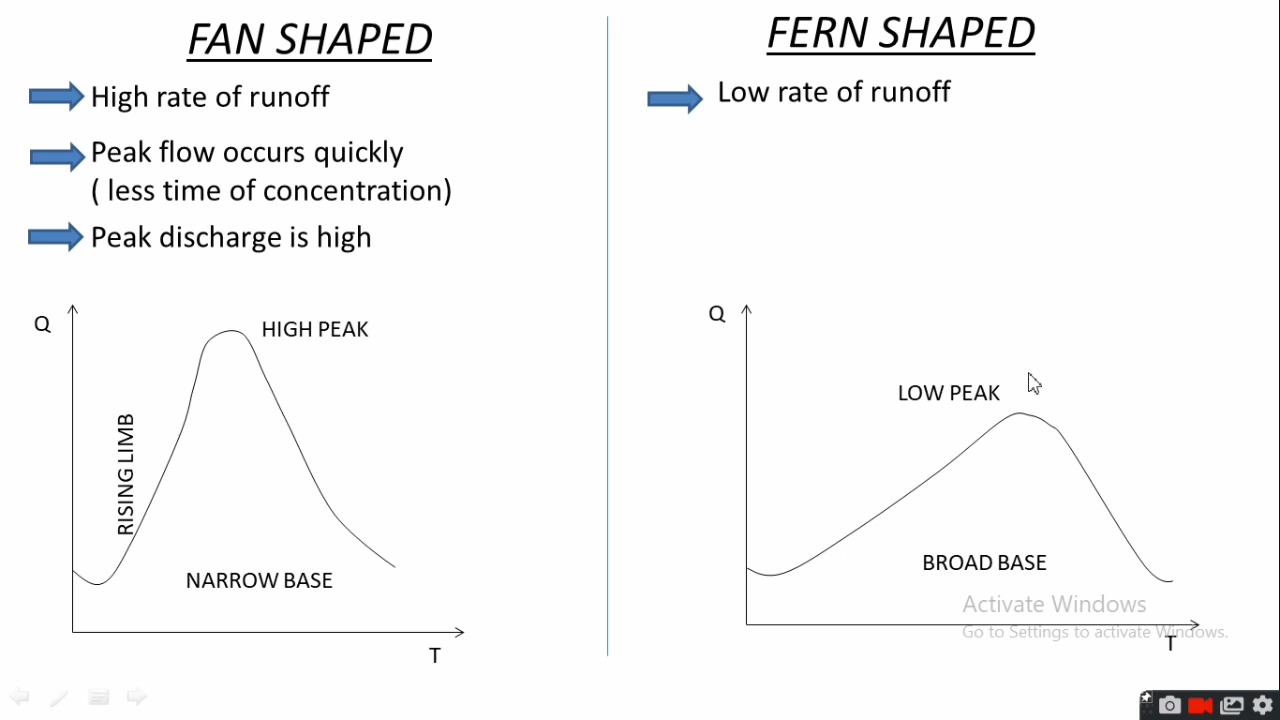 FAN SHAPED
High rate of runoff
Peak flow occurs quickly
( less time of concentration)
Peak discharge is high
Q
HIGH PEAK
RISING LIMB
NARROW BASE
T
FERN SHAPED
Low rate of runoff
Q
LOW PEAK
BROAD BASE
Activate Windows
Go to Settings to activate Windows.
T